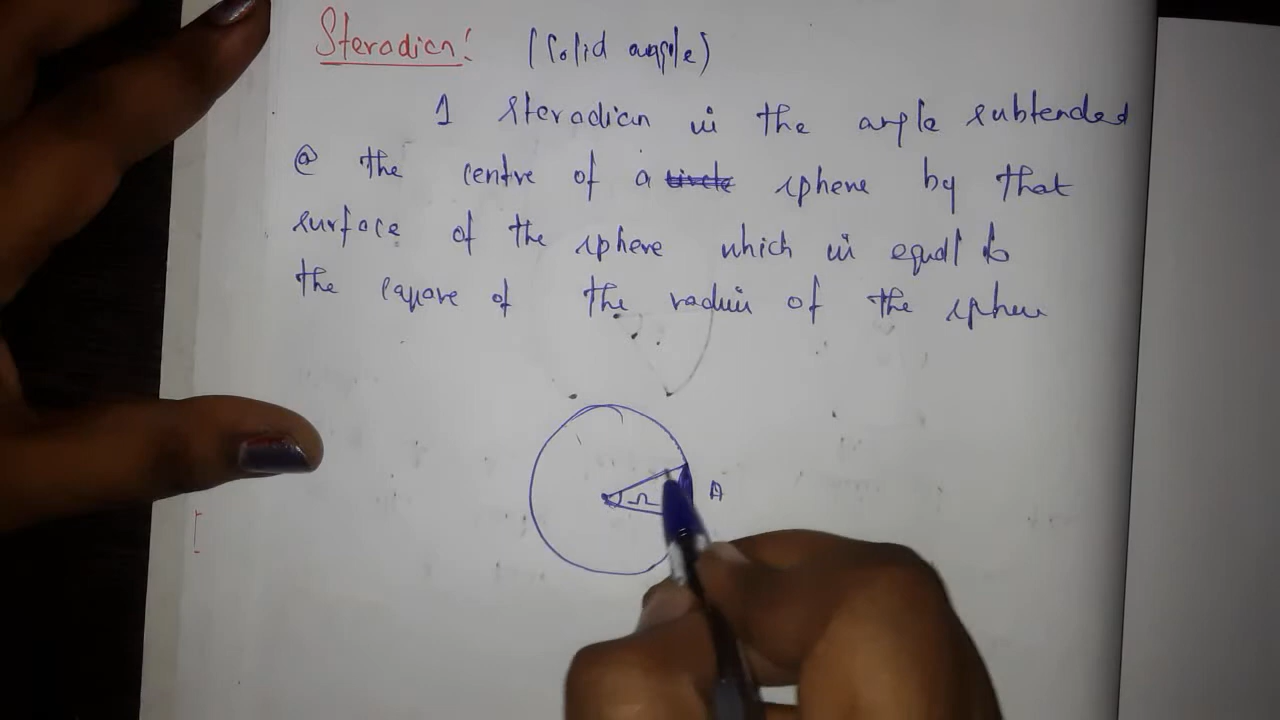 Steradian: (Solid angle)
1 steradian is the angle subtended
@ the centre of a circle sphere by that
surface of the sphere which is equal to
the square of the radius of the sphere
Ω A